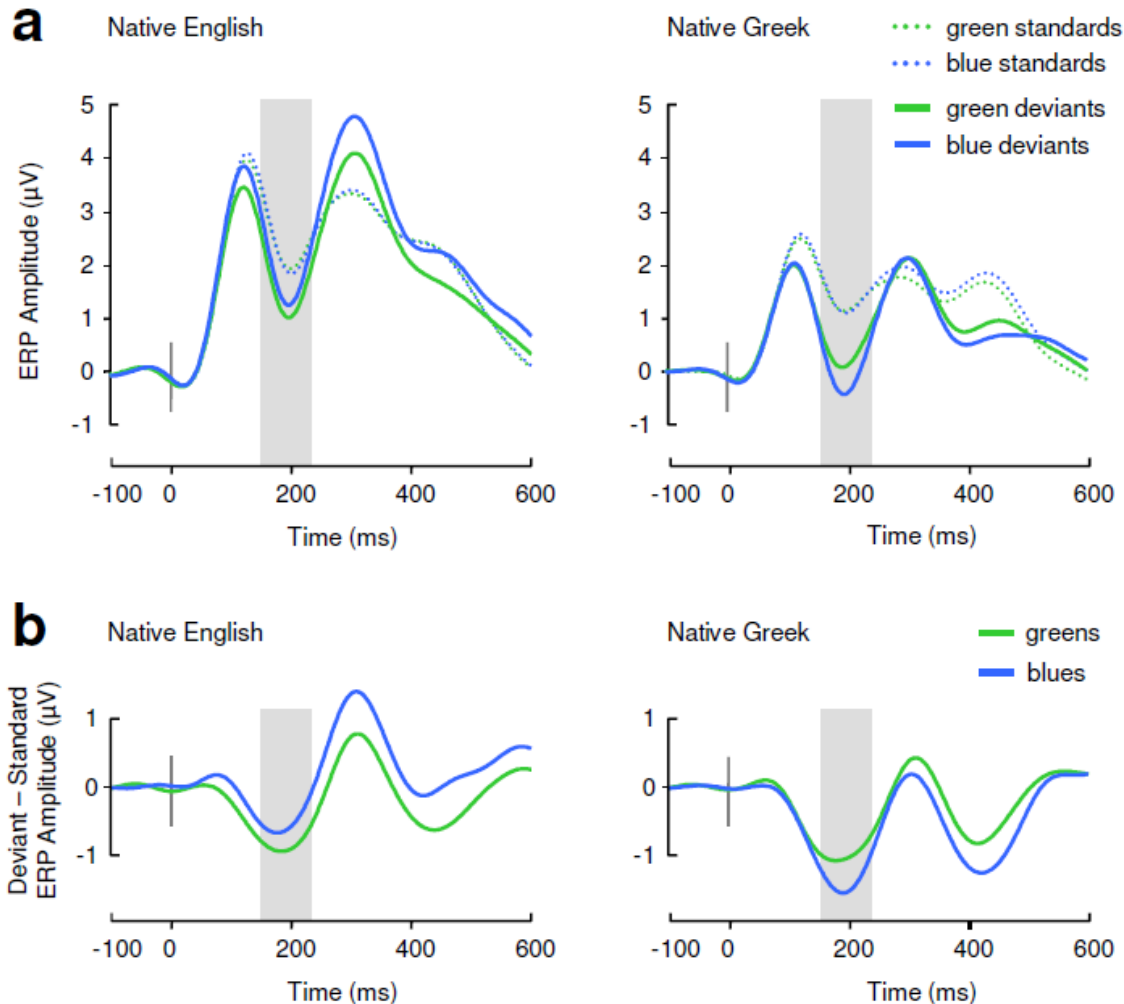 a
Native English
Native Greek
green standards
blue standards
green deviants
blue deviants
ERP Amplitude (µV)
5
4
3
2
1
0
-1
-100 0 200 400 600
Time (ms)
5
4
3
2
1
0
-1
-100 0 200 400 600
Time (ms)
b
Native English
Native Greek
greens
blues
Deviant – Standard
ERP Amplitude (µV)
1
0
-1
-100 0 200 400 600
Time (ms)
1
0
-1
-100 0 200 400 600
Time (ms)